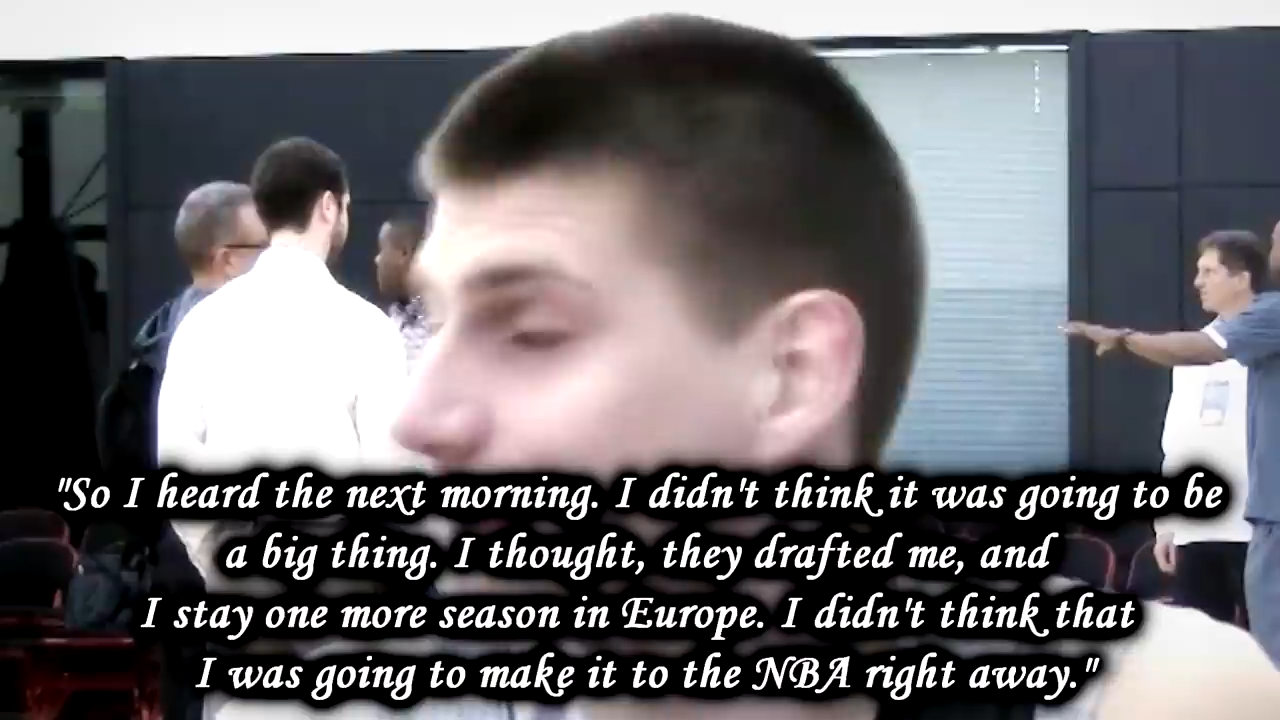 "So I heard the next morning. I didn't think it was going to be
a big thing. I thought, they drafted me, and
I stay one more season in Europe. I didn't think that
I was going to make it to the NBA right away."